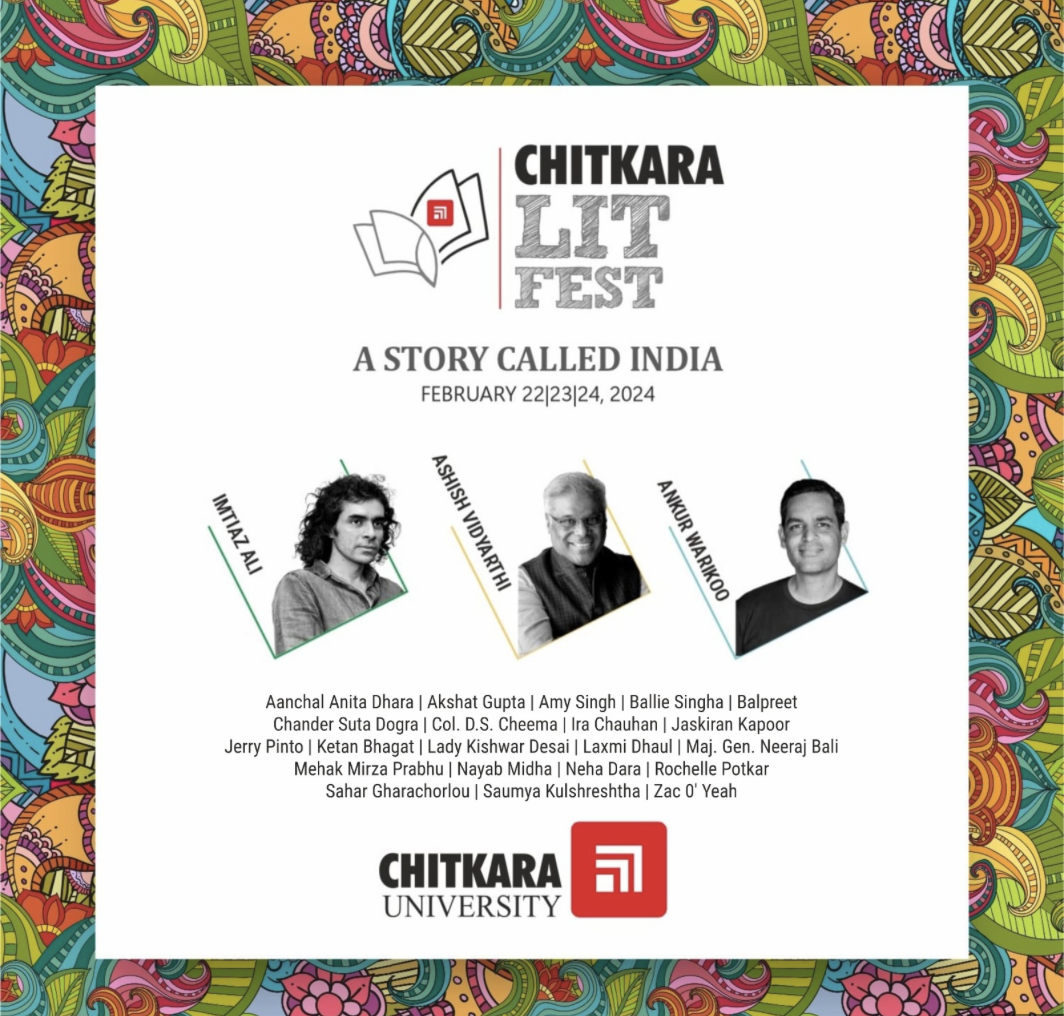 CHITKARA
LIT
FEST
A STORY CALLED INDIA
FEBRUARY 22|23|24, 2024
IMTIAZ ALI
ASHISH VIDYARTHI
ANKUR WARIKOO
Aanchal Anita Dhara | Akshat Gupta | Amy Singh | Ballie Singha | Balpreet
Chander Suta Dogra | Col. D.S. Cheema | Ira Chauhan | Jaskiran Kapoor
Jerry Pinto | Ketan Bhagat | Lady Kishwar Desai | Laxmi Dhaul | Maj. Gen. Neeraj Bali
Mehak Mirza Prabhu | Nayab Midha | Neha Dara | Rochelle Potkar
Sahar Gharachorlou | Saumya Kulshreshtha | Zac 0' Yeah
CHITKARA
UNIVERSITY